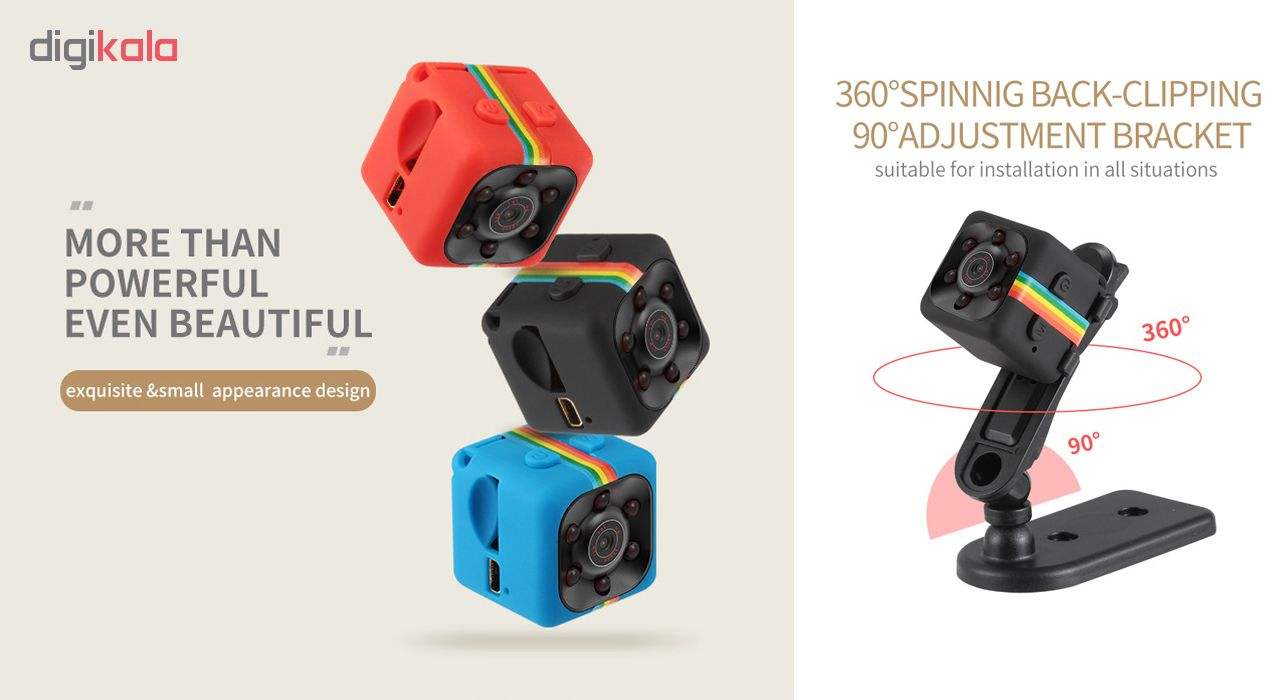 digikala
MORE THAN
POWERFUL
EVEN BEAUTIFUL
exquisite &small appearance design
360°SPINNIG BACK-CLIPPING
90°ADJUSTMENT BRACKET
suitable for installation in all situations
360°
90°